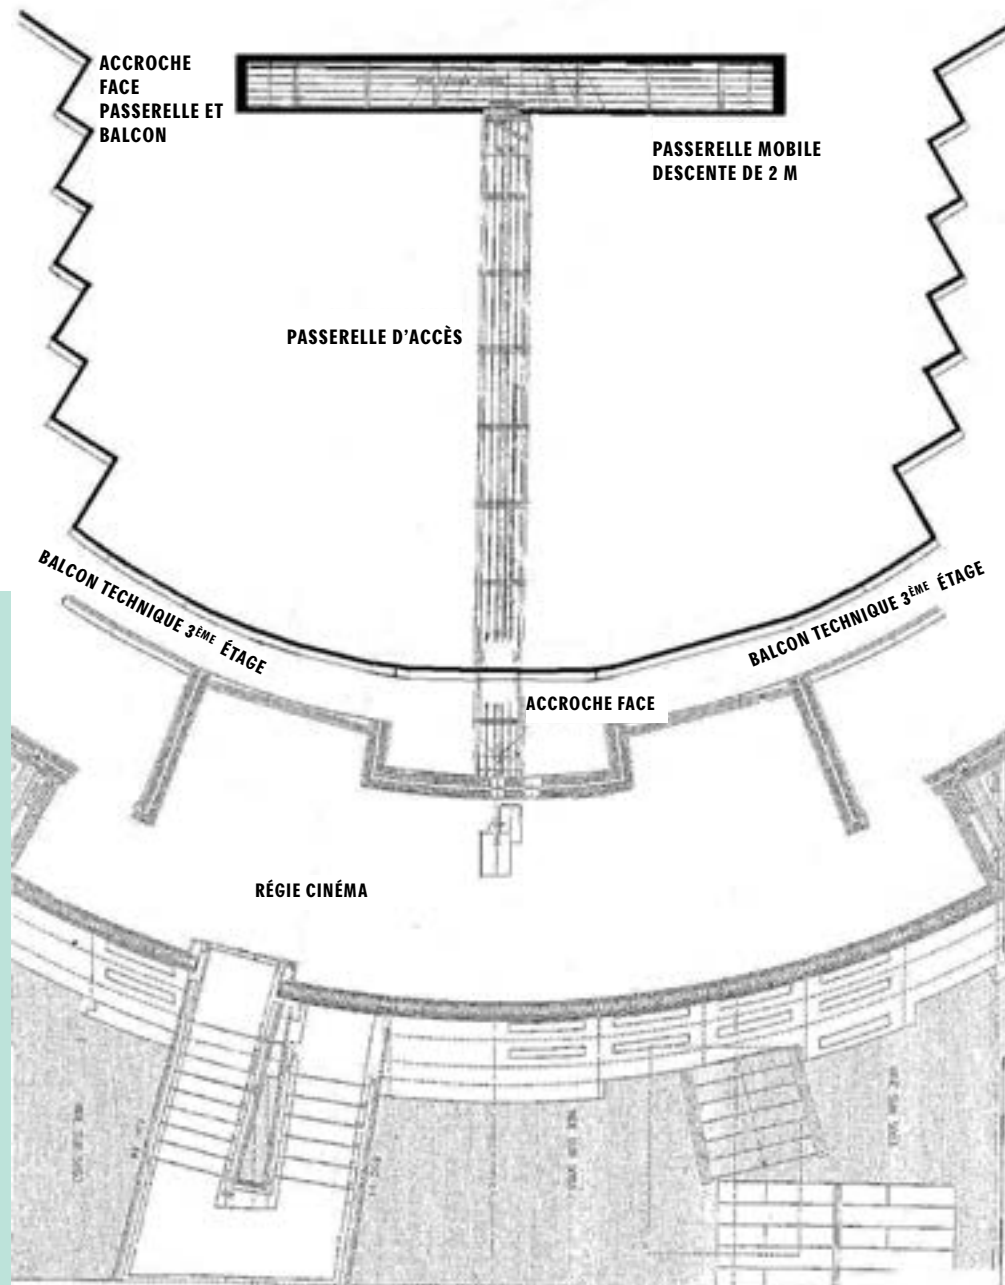 ACCROCHE
FACE
PASSERELLE ET
BALCON
PASSERELLE MOBILE
DESCENTE DE 2 M
PASSERELLE D'ACCÈS
BALCON TECHNIQUE 3ÈME ÉTAGE
BALCON TECHNIQUE 3ÈME ÉTAGE
ACCROCHE FACE
RÉGIE CINÉMA